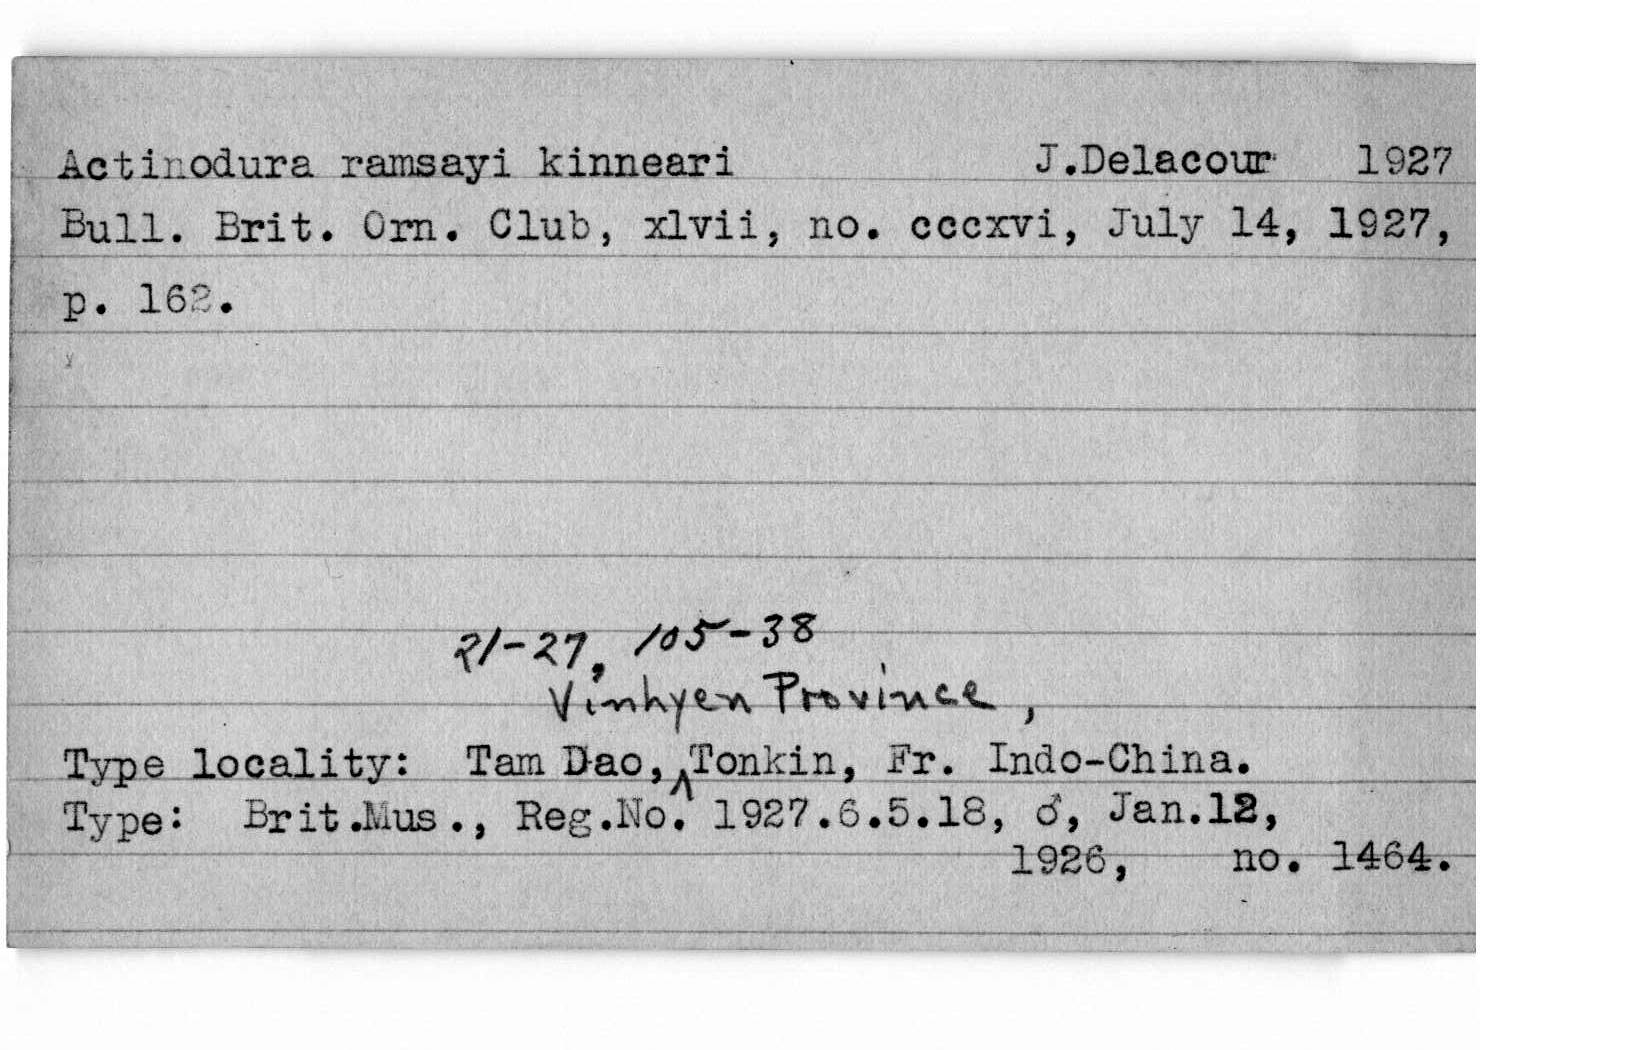 Actinodura ramsayi kinneari J.Delacour 1927
Bull. Brit. Orn. Club, xlvii, no. cccxvi, July 14, 1927,
p. 162.
21-27, 105-38
Vinhyen Province,
Type locality: Tam Dao, ^ Tonkin, Fr. Indo-China.
Type: Brit.Mus., Reg.No. 1927.6.5.18, ♂, Jan.12,
1926, no. 1464.